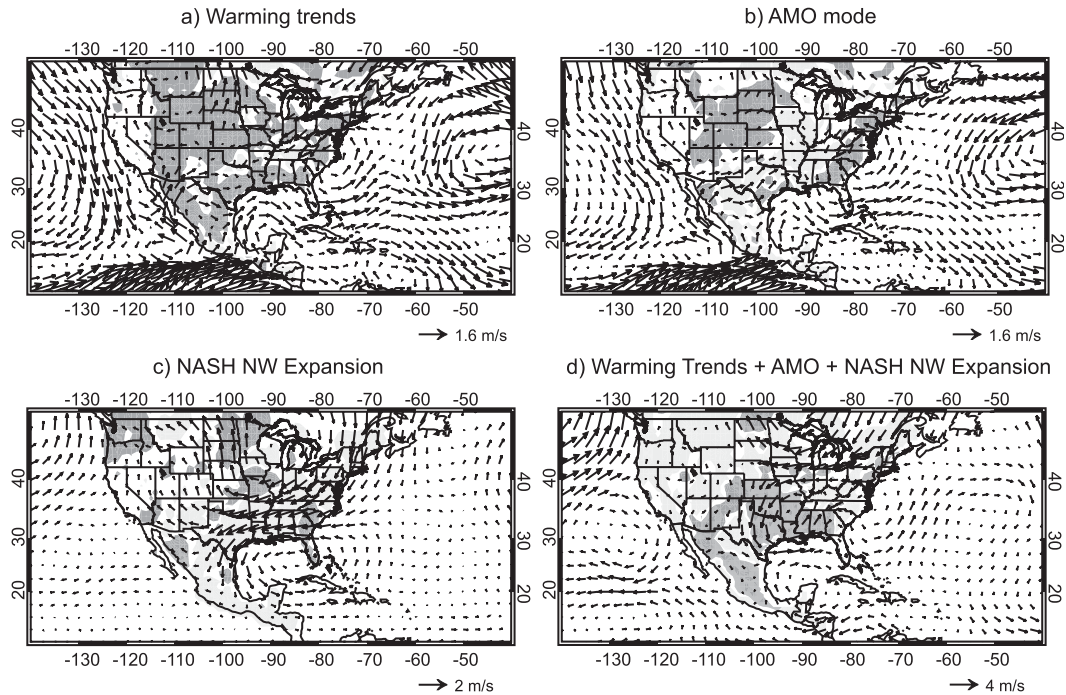 a) Warming trends
b) AMO mode
-130 -120 -110 -100 -90 -80 -70 -60 -50
-130 -120 -110 -100 -90 -80 -70 -60 -50
40 40
30 30
20 20
40 40
30 30
20 20
-130 -120 -110 -100 -90 -80 -70 -60 -50
-130 -120 -110 -100 -90 -80 -70 -60 -50
1.6 m/s
1.6 m/s
c) NASH NW Expansion
d) Warming Trends + AMO + NASH NW Expansion
-130 -120 -110 -100 -90 -80 -70 -60 -50
-130 -120 -110 -100 -90 -80 -70 -60 -50
40 40
30 30
20 20
40 40
30 30
20 20
-130 -120 -110 -100 -90 -80 -70 -60 -50
-130 -120 -110 -100 -90 -80 -70 -60 -50
2 m/s
4 m/s